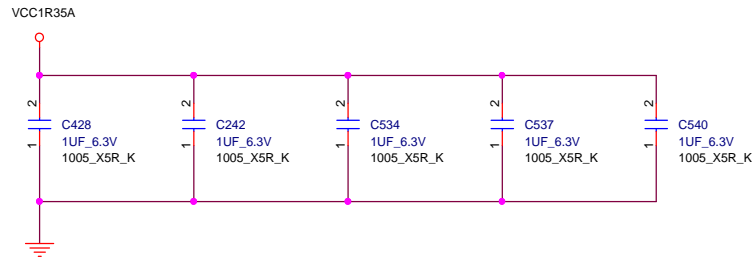 VCC1R35A
2
C428
1UF_6.3V
1
1005_X5R_K
2
C242
1UF_6.3V
1
1005_X5R_K
2
C534
1UF_6.3V
1
1005_X5R_K
2
C537
1UF_6.3V
1
1005_X5R_K
2
C540
1UF_6.3V
1
1005_X5R_K